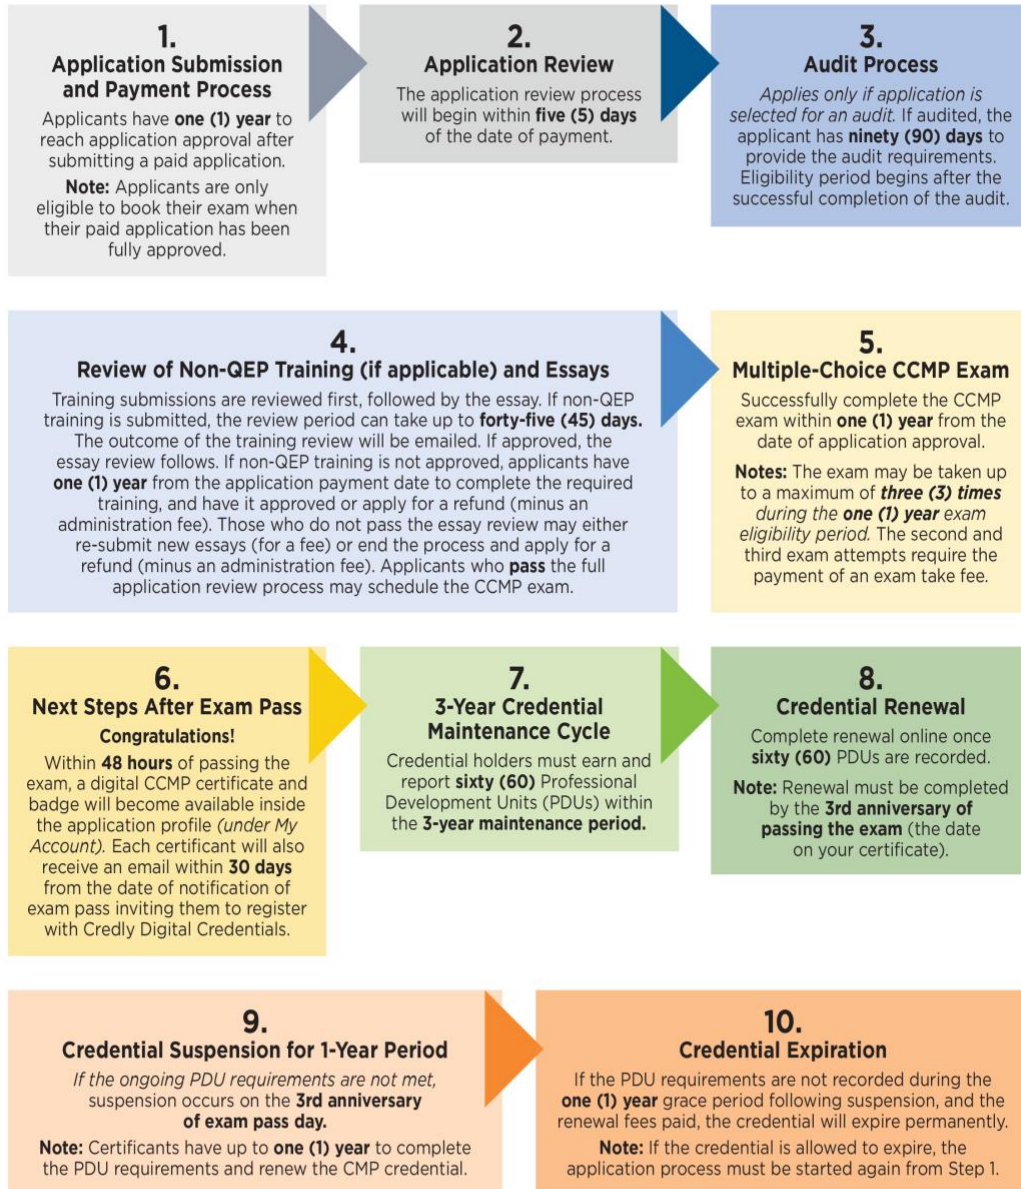 1.
Application Submission
and Payment Process
Applicants have one (1) year to
reach application approval after
submitting a paid application.
Note: Applicants are only
eligible to book their exam when
their paid application has been
fully approved.
2.
Application Review
The application review process
will begin within five (5) days
of the date of payment.
3.
Audit Process
Applies only if application is
selected for an audit. If audited, the
applicant has ninety (90) days to
provide the audit requirements.
Eligibility period begins after the
successful completion of the audit.
4.
Review of Non-QEP Training (if applicable) and Essays
Training submissions are reviewed first, followed by the essay. If non-QEP
training is submitted, the review period can take up to forty-five (45) days.
The outcome of the training review will be emailed. If approved, the
essay review follows. If non-QEP training is not approved, applicants have
one (1) year from the application payment date to complete the required
training, and have it approved or apply for a refund (minus an
administration fee). Those who do not pass the essay review may either
re-submit new essays (for a fee) or end the process and apply for a
refund (minus an administration fee). Applicants who pass the full
application review process may schedule the CCMP exam.
5.
Multiple-Choice CCMP Exam
Successfully complete the CCMP
exam within one (1) year from the
date of application approval.
Notes: The exam may be taken up
to a maximum of three (3) times
during the one (1) year exam
eligibility period. The second and
third exam attempts require the
payment of an exam take fee.
6.
Next Steps After Exam Pass
Congratulations!
Within 48 hours of passing the
exam, a digital CCMP certificate and
badge will become available inside
the application profile (under My
Account). Each certificant will also
receive an email within 30 days
from the date of notification of
exam pass inviting them to register
with Credly Digital Credentials.
7.
3-Year Credential
Maintenance Cycle
Credential holders must earn and
report sixty (60) Professional
Development Units (PDUs) within
the 3-year maintenance period.
8.
Credential Renewal
Complete renewal online once
sixty (60) PDUs are recorded.
Note: Renewal must be completed
by the 3rd anniversary of
passing the exam (the date
on your certificate).
9.
Credential Suspension for 1-Year Period
If the ongoing PDU requirements are not met,
suspension occurs on the 3rd anniversary
of exam pass day.
Note: Certificants have up to one (1) year to complete
the PDU requirements and renew the CMP credential.
10.
Credential Expiration
If the PDU requirements are not recorded during the
one (1) year grace period following suspension, and the
renewal fees paid, the credential will expire permanently.
Note: If the credential is allowed to expire, the
application process must be started again from Step 1.